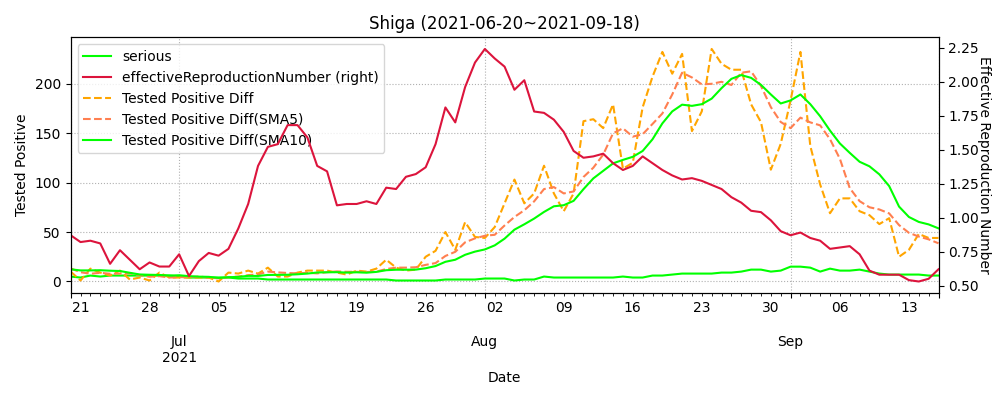 Shiga (2021-06-20~2021-09-18)
serious
effectiveReproductionNumber (right)
Tested Positive Diff
Tested Positive Diff(SMA5)
Tested Positive Diff(SMA10)
Tested Positive
200
150
100
50
0
2.25
2.00
1.75
1.50
1.25
1.00
0.75
0.50
Effective Reproduction Number
21 28 05 12 19 26 02 09 16 23 30 06 13
Jul Aug Sep
2021
Date